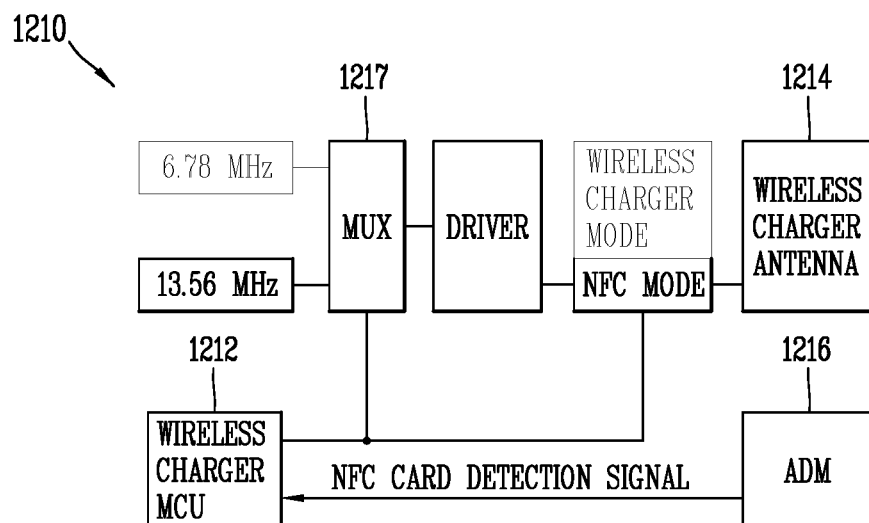 1210
1217
1214
6.78 MHz
WIRELESS
CHARGER
MODE
MUX
DRIVER
WIRELESS
CHARGER
ANTENNA
13.56 MHz
NFC MODE
1212
1216
WIRELESS
CHARGER
MCU
NFC CARD DETECTION SIGNAL
ADM